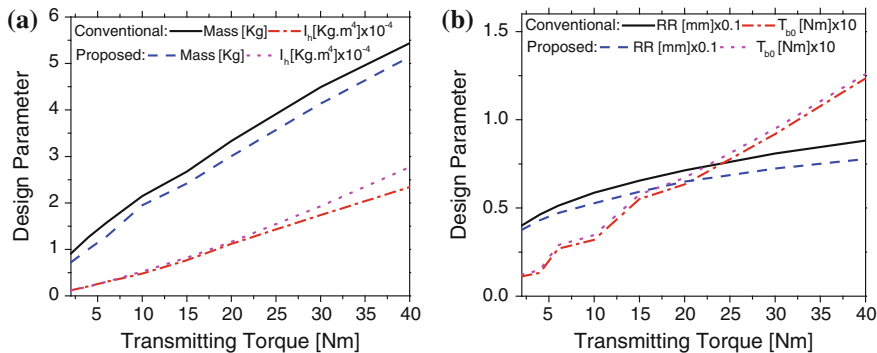 (a)
Conventional: Mass [Kg] I_h[Kg.m⁴]x10⁻⁴
Proposed: Mass [Kg] I_h[Kg.m⁴]x10⁻⁴
Design Parameter
6
5
4
3
2
1
0
5 10 15 20 25 30 35 40
Transmitting Torque [Nm]
(b)
Conventional: RR [mm]x0.1 T_b0 [Nm]x10
Proposed: RR [mm]x0.1 T_b0 [Nm]x10
Design Parameter
1.5
1.0
0.5
0.0
5 10 15 20 25 30 35 40
Transmitting Torque [Nm]